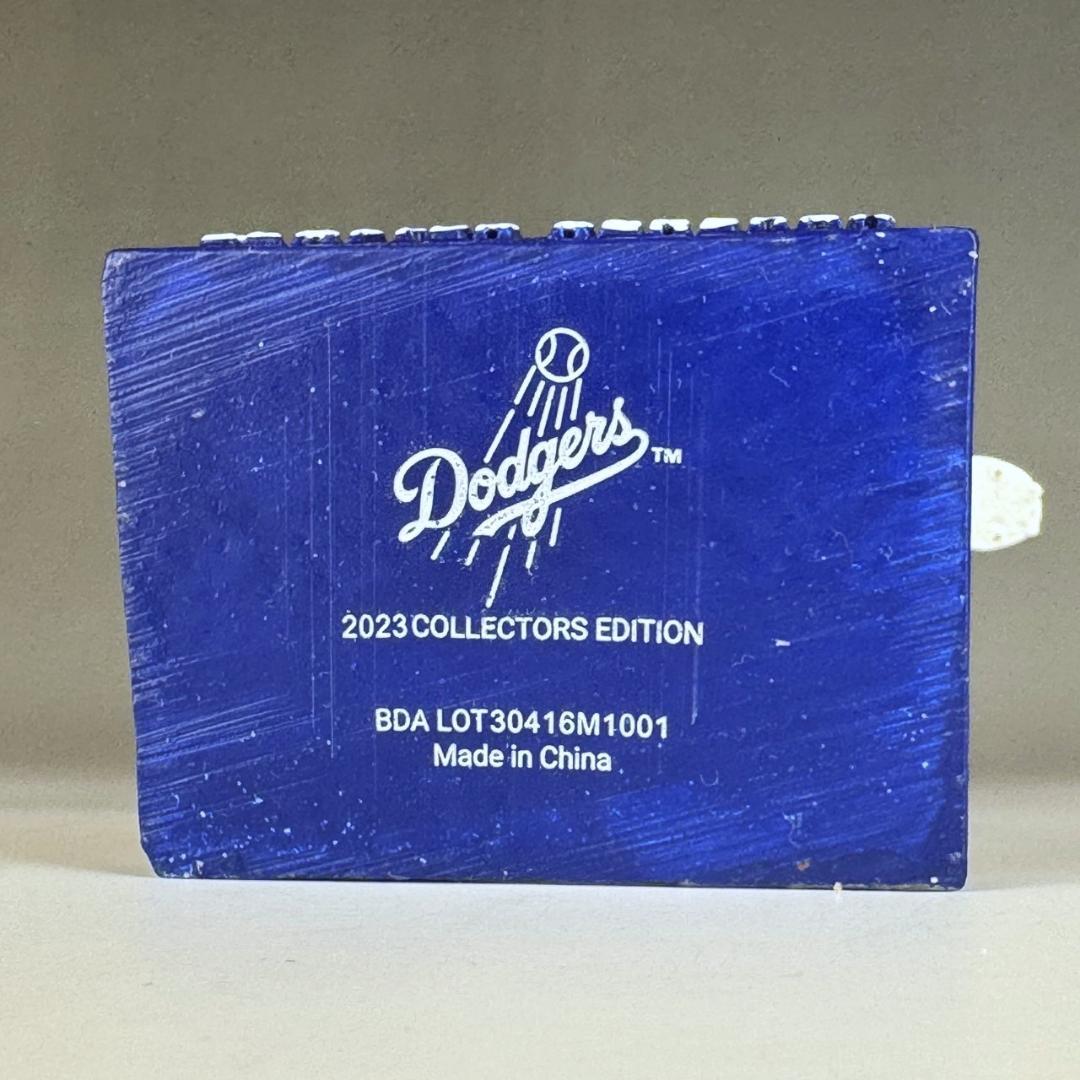 Dodgers™
2023 COLLECTORS EDITION
BDA LOT30416M1001
Made in China